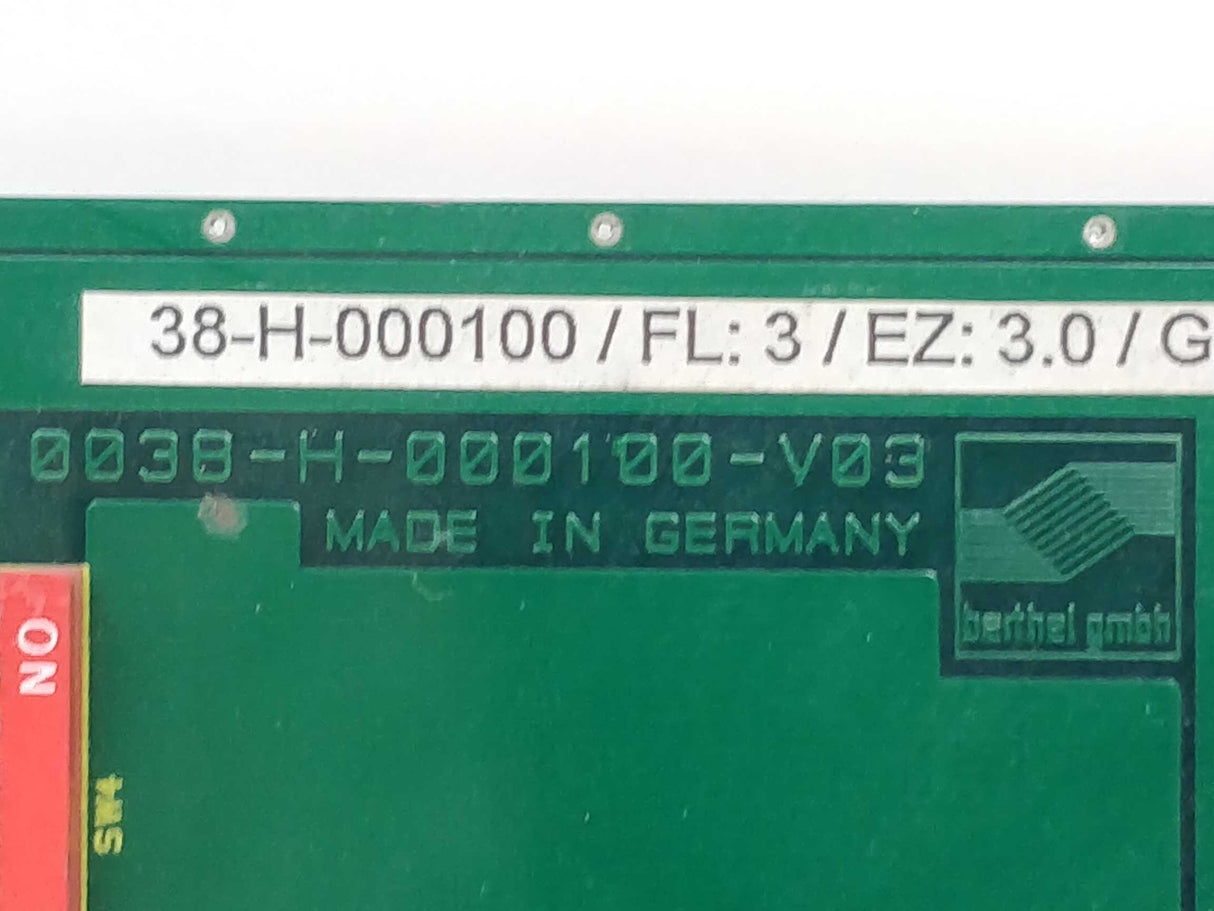 38-H-000100 / FL: 3 / EZ: 3.0 / G
0038-H-000100-V03
MADE IN GERMANY
berthel gmbh
ON
SW4